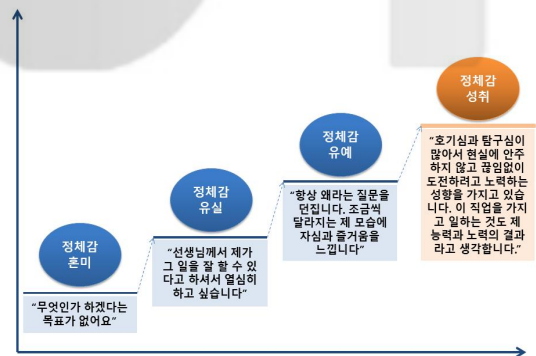 정체감
혼미
“무엇인가 하겠다는
목표가 없어요”
정체감
유실
“선생님께서 제가
그 일을 잘 할 수 있
다고 하셔서 열심히
하고 싶습니다”
정체감
유예
“항상 왜라는 질문을
던집니다. 조금씩
달라지는 제 모습에
자심과 즐거움을
느낍니다”
정체감
성취
“호기심과 탐구심이
많아서 현실에 안주
하지 않고 끊임없이
도전하려고 노력하는
성향을 가지고 있습
니다. 이 직업을 가지
고 일하는 것도 제
능력과 노력의 결과
라고 생각합니다.”